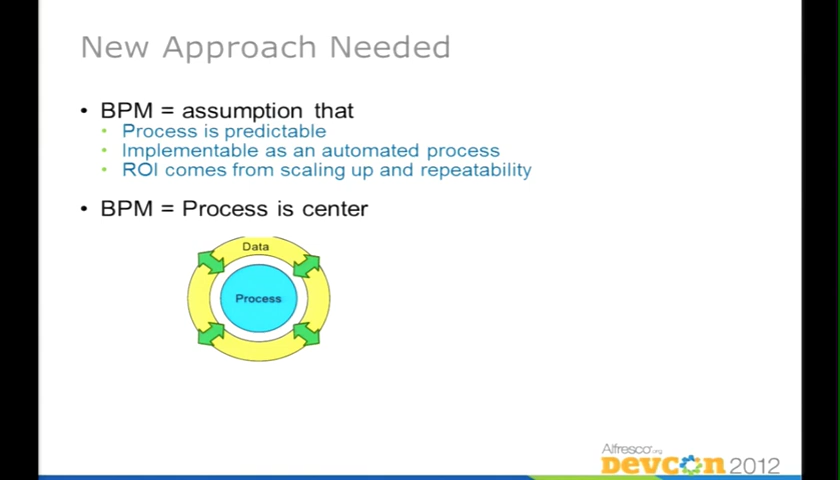 New Approach Needed
• BPM = assumption that
• Process is predictable
• Implementable as an automated process
• ROI comes from scaling up and repeatability
• BPM = Process is center
Data
Process
Alfresco.org
DEVCON 2012